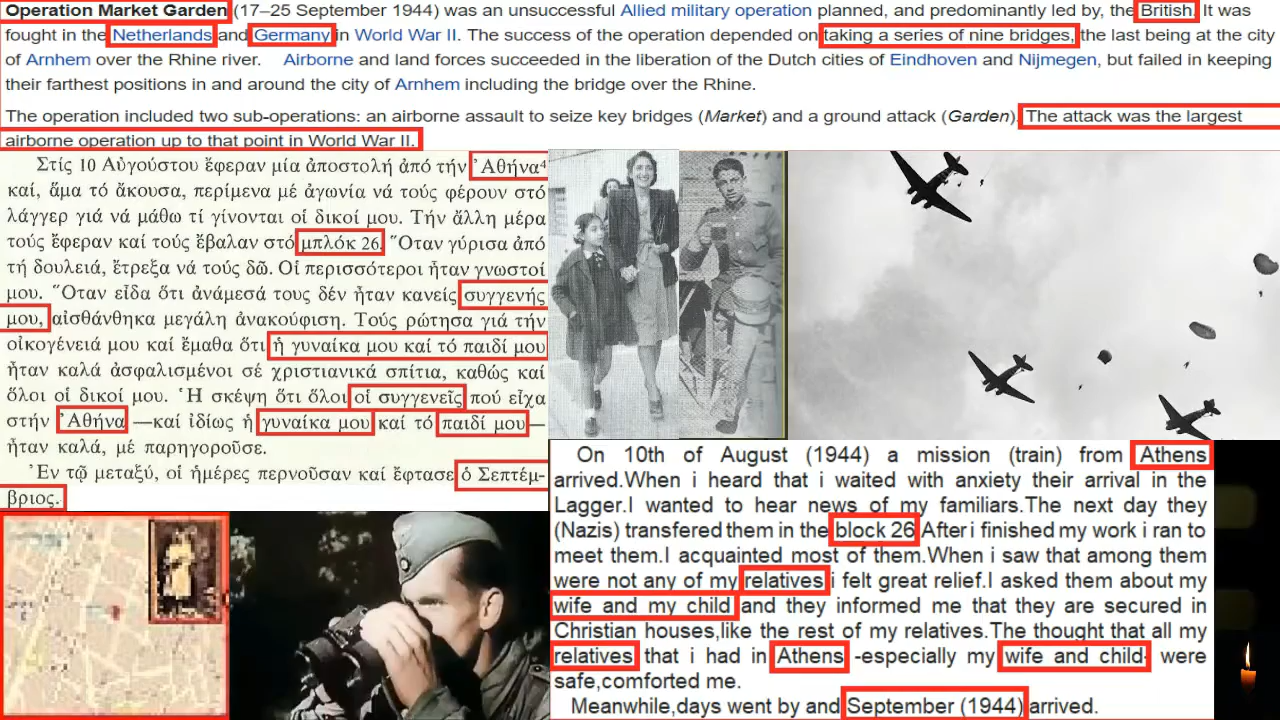 Operation Market Garden (17–25 September 1944) was an unsuccessful Allied military operation planned, and predominantly led by, the British. It was
fought in the Netherlands and Germany in World War II. The success of the operation depended on taking a series of nine bridges, the last being at the city
of Arnhem over the Rhine river. Airborne and land forces succeeded in the liberation of the Dutch cities of Eindhoven and Nijmegen, but failed in keeping
their farthest positions in and around the city of Arnhem including the bridge over the Rhine.
The operation included two sub-operations: an airborne assault to seize key bridges (Market) and a ground attack (Garden). The attack was the largest
airborne operation up to that point in World War II.
Στίς 10 Αὐγούστου ἔφεραν μία ἀποστολή ἀπό τήν Ἀθήνα⁴
καί, ἅμα τό ἄκουσα, περίμενα μέ ἀγωνία νά τούς φέρουν στό
λάγγερ γιά νά μάθω τί γίνονται οἱ δικοί μου. Τήν ἄλλη μέρα
τούς ἔφεραν καί τούς ἔβαλαν στό μπλόκ 26. Ὅταν γύρισα ἀπό
τή δουλειά, ἔτρεξα νά τούς δῶ. Οἱ περισσότεροι ἦταν γνωστοί
μου. Ὅταν εἶδα ὅτι ἀνάμεσά τους δέν ἦταν κανείς συγγενής
μου, αἰσθάνθηκα μεγάλη ἀνακούφιση. Τούς ρώτησα γιά τήν
οἰκογένειά μου καί ἔμαθα ὅτι ἡ γυναίκα μου καί τό παιδί μου
ἦταν καλά ἀσφαλισμένοι σέ χριστιανικά σπίτια, καθώς καί
ὅλοι οἱ δικοί μου. Ἡ σκέψη ὅτι ὅλοι οἱ συγγενεῖς πού εἶχα
στήν Ἀθήνα —καί ἰδίως ἡ γυναίκα μου καί τό παιδί μου—
ἦταν καλά, μέ παρηγοροῦσε.
Ἐν τῷ μεταξύ, οἱ ἡμέρες περνοῦσαν καί ἔφτασε ὁ Σεπτέμ-
βριος.
On 10th of August (1944) a mission (train) from Athens
arrived.When i heard that i waited with anxiety their arrival in the
Lagger.I wanted to hear news of my familiars.The next day they
(Nazis) transfered them in the block 26.After i finished my work i ran to
meet them.I acquainted most of them.When i saw that among them
were not any of my relatives i felt great relief.I asked them about my
wife and my child and they informed me that they are secured in
Christian houses,like the rest of my relatives.The thought that all my
relatives that i had in Athens -especially my wife and child- were
safe,comforted me.
Meanwhile,days went by and September (1944) arrived.